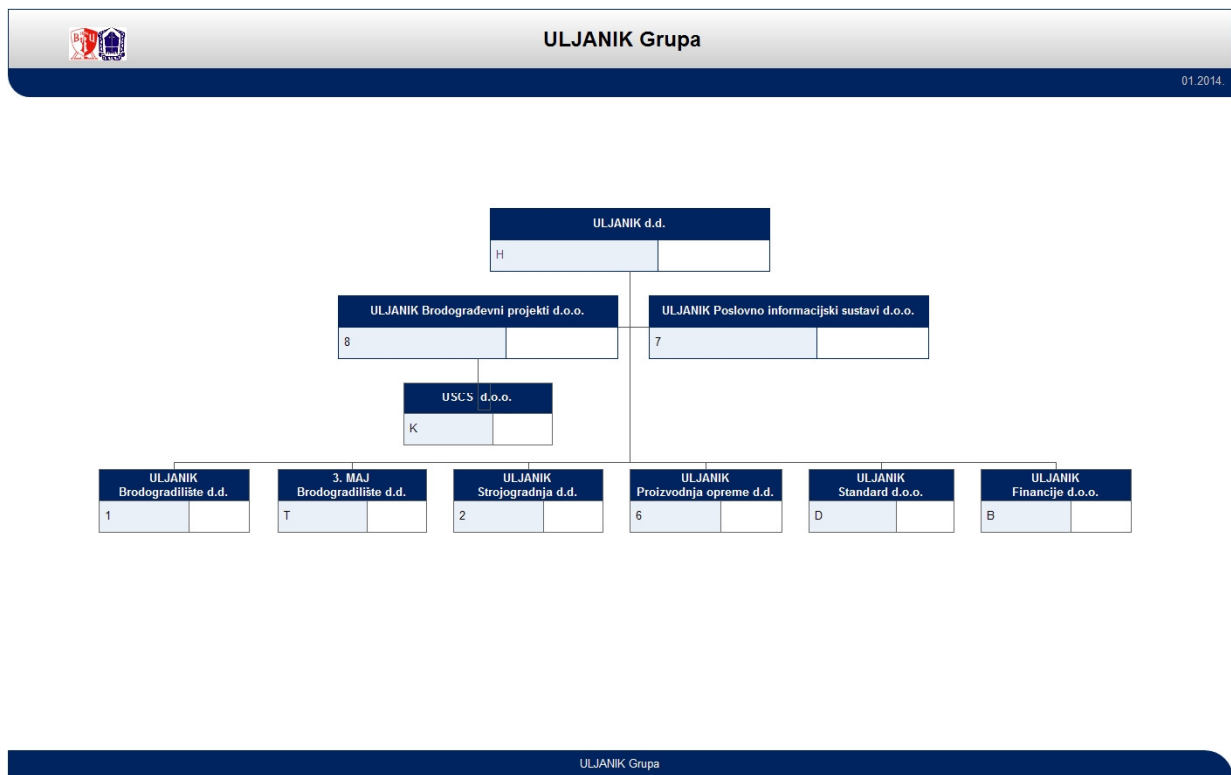 ULJANIK Grupa
01.2014.
ULJANIK d.d.
H
ULJANIK Brodograđevni projekti d.o.o.
8
ULJANIK Poslovno informacijski sustavi d.o.o.
7
USCS d.o.o.
K
ULJANIK
Brodogradilište d.d.
1
3. MAJ
Brodogradilište d.d.
T
ULJANIK
Strojogradnja d.d.
2
ULJANIK
Proizvodnja opreme d.d.
6
ULJANIK
Standard d.o.o.
D
ULJANIK
Financije d.o.o.
B
ULJANIK Grupa